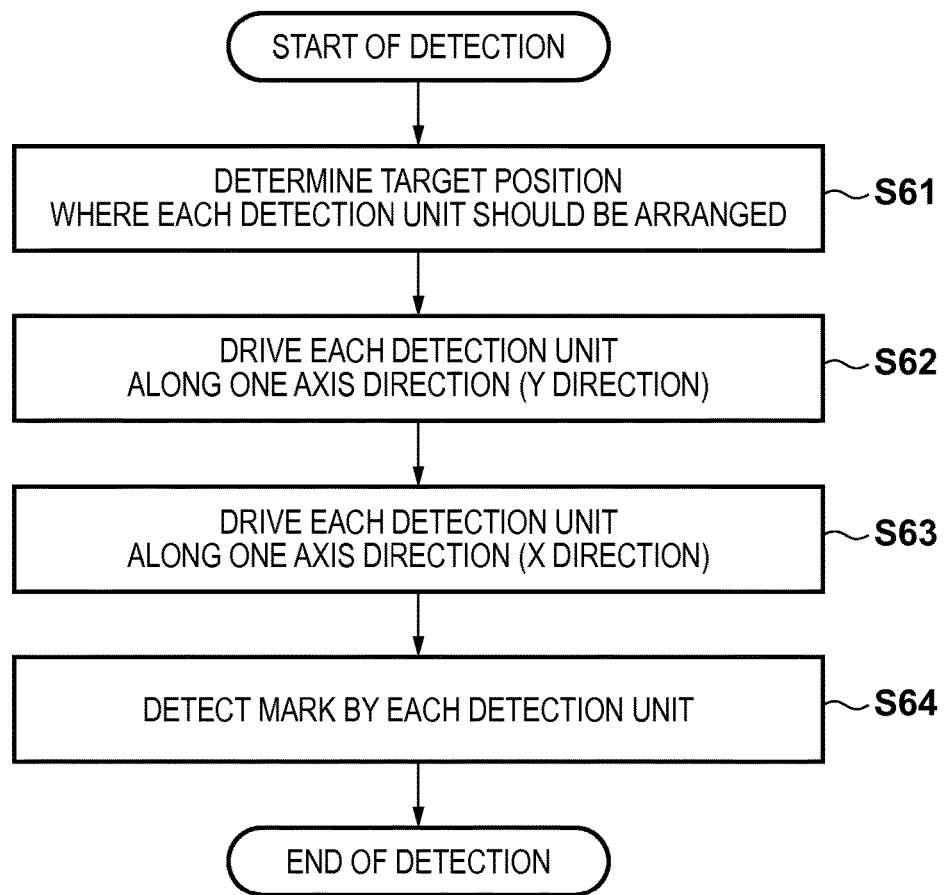 START OF DETECTION
DETERMINE TARGET POSITION
WHERE EACH DETECTION UNIT SHOULD BE ARRANGED
S61
DRIVE EACH DETECTION UNIT
ALONG ONE AXIS DIRECTION (Y DIRECTION)
S62
DRIVE EACH DETECTION UNIT
ALONG ONE AXIS DIRECTION (X DIRECTION)
S63
DETECT MARK BY EACH DETECTION UNIT
S64
END OF DETECTION